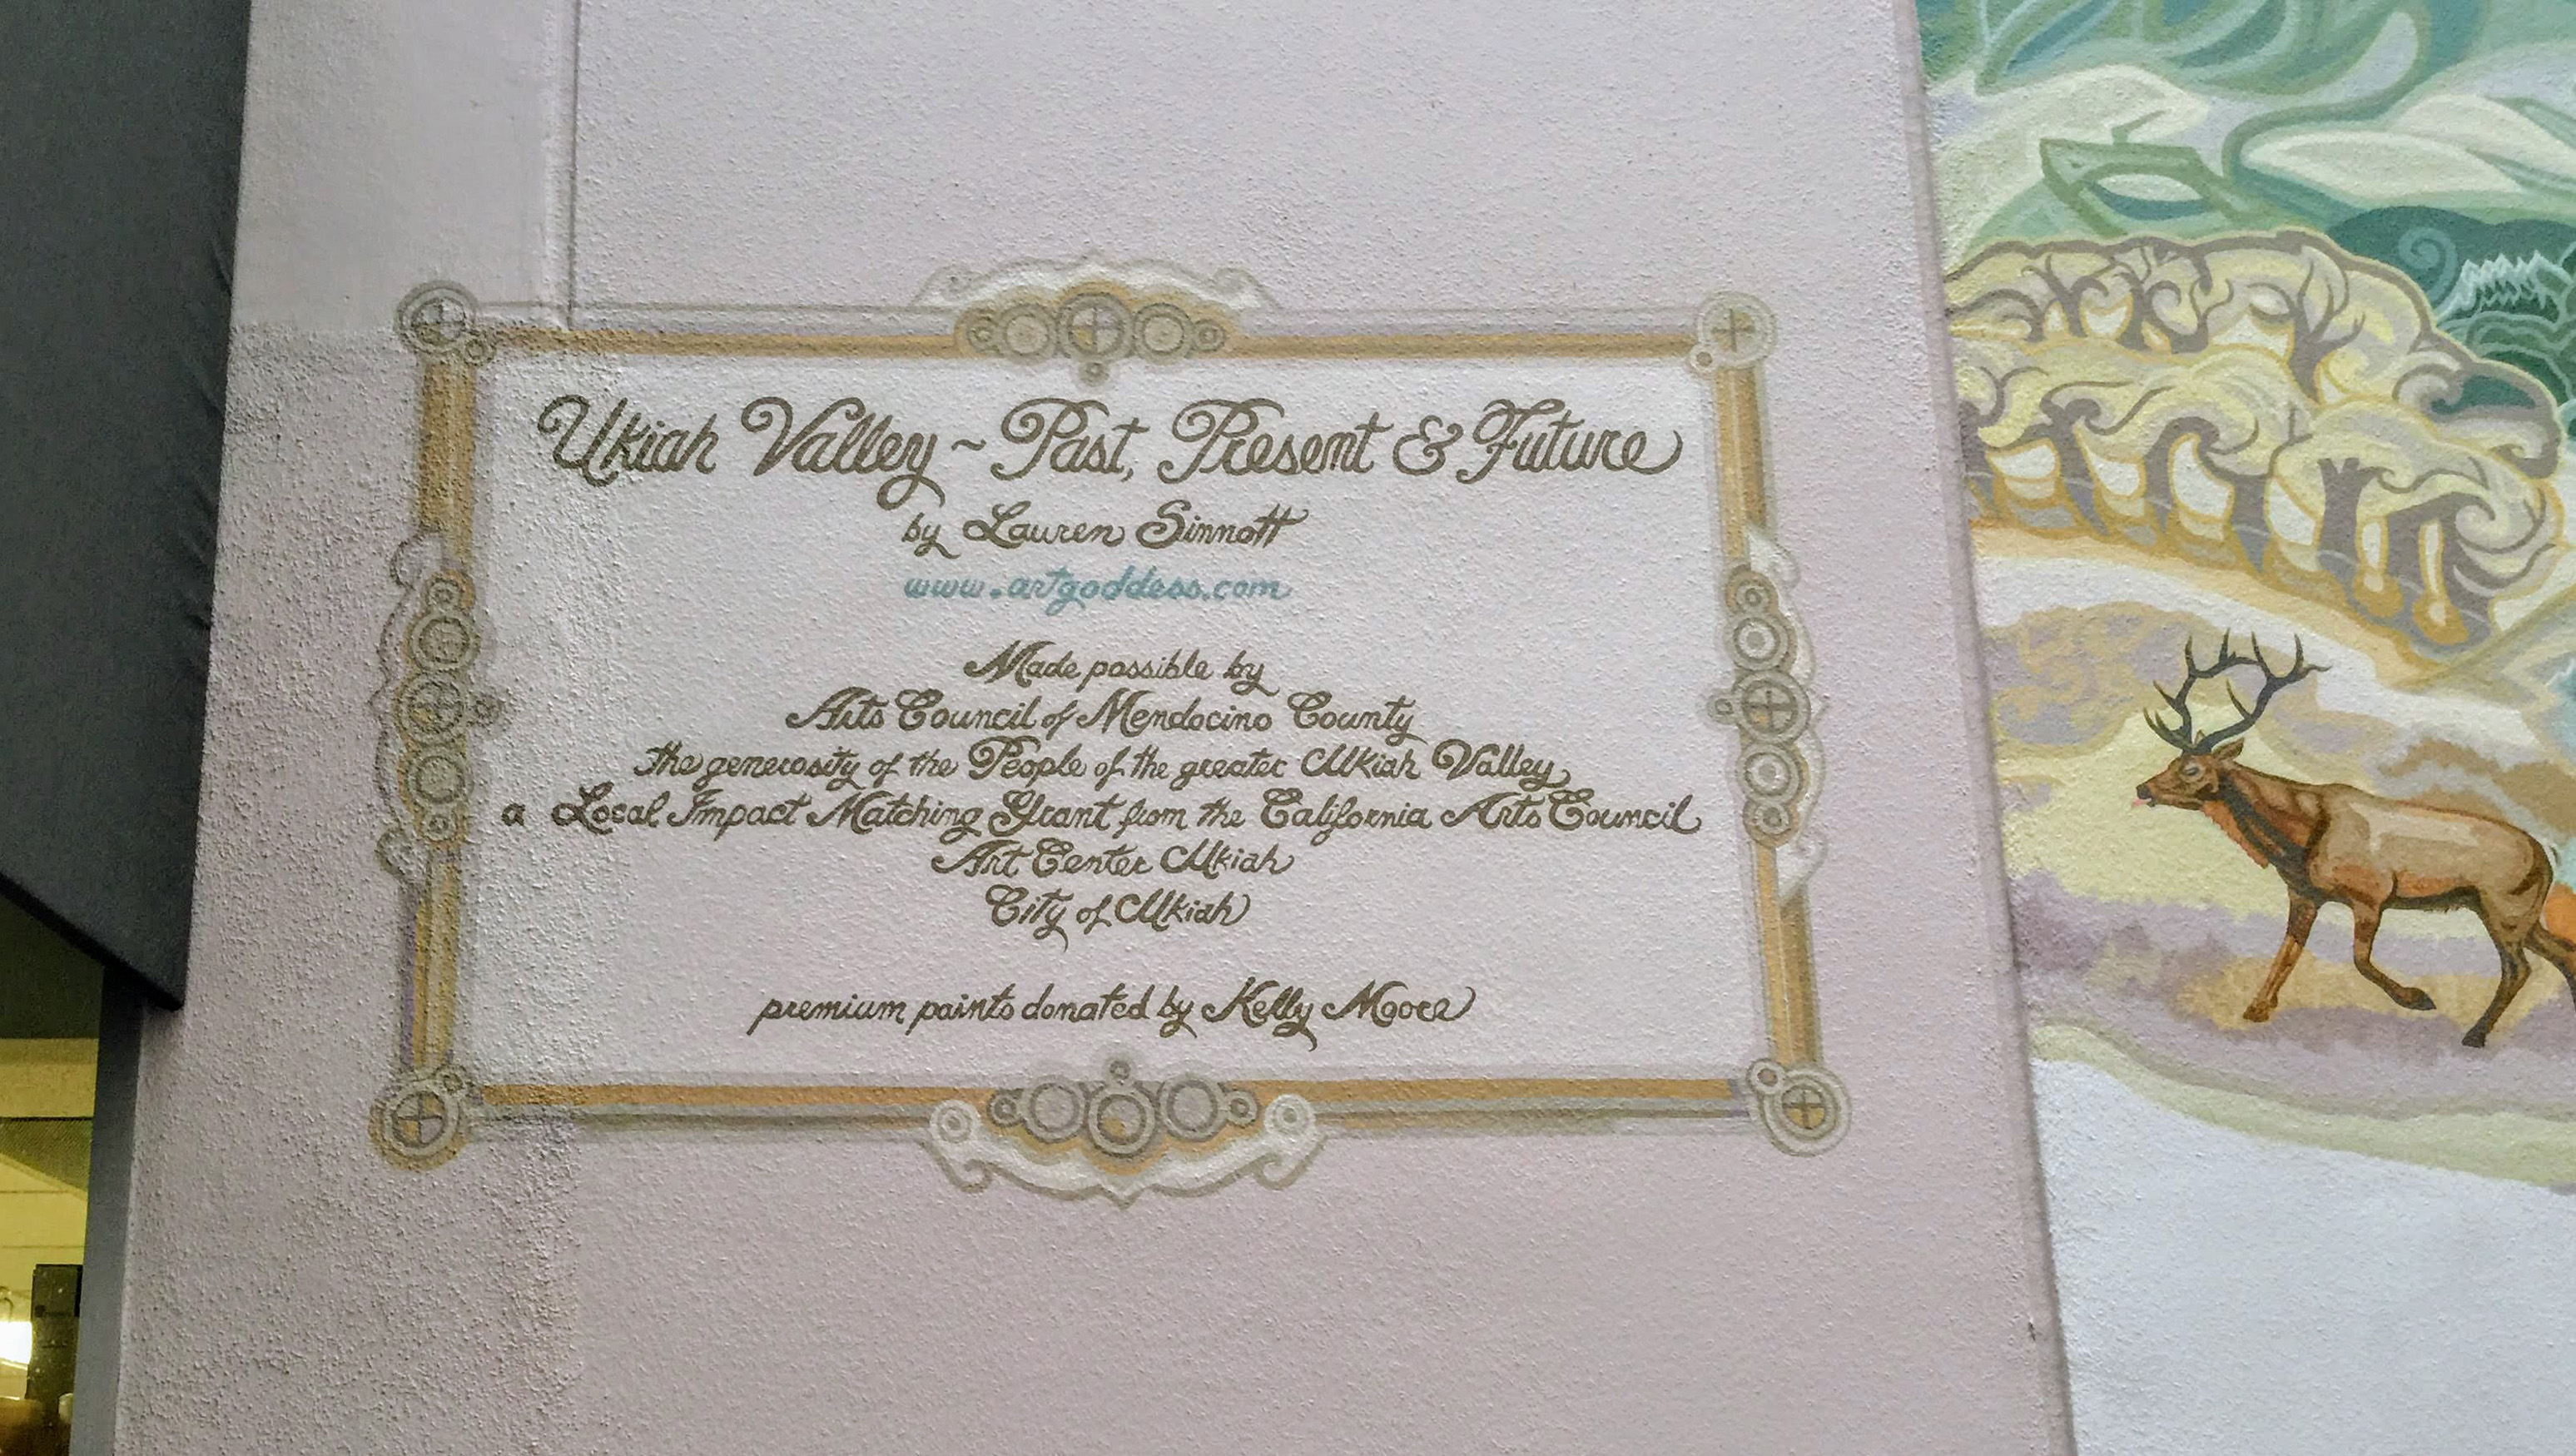 Ukiah Valley ~ Past, Present & Future
by Lauren Sinnott
www.artgoddess.com
Made possible by
Arts Council of Mendocino County
the generosity of the People of the greater Ukiah Valley
a Local Impact Matching Grant from the California Arts Council
Art Center Ukiah
City of Ukiah
premium paints donated by Kelly Moore